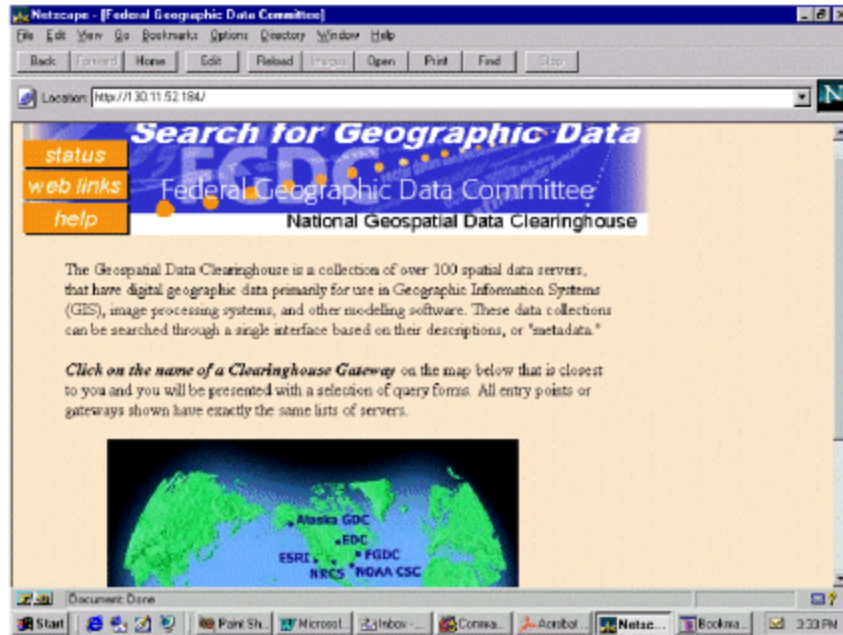 Netscape - [Federal Geographic Data Committee]
File Edit View Go Bookmarks Options Directory Window Help
Back Forward Home Edit Reload Images Open Print Find Stop
Location: http://130.11.52.184/
N
Search for Geographic Data
status
FGDC
web links
Federal Geographic Data Committee
help
National Geospatial Data Clearinghouse
The Geospatial Data Clearinghouse is a collection of over 100 spatial data servers,
that have digital geographic data primarily for use in Geographic Information Systems
(GIS), image processing systems, and other modeling software. These data collections
can be searched through a single interface based on their descriptions, or "metadata."
Click on the name of a Clearinghouse Gateway on the map below that is closest
to you and you will be presented with a selection of query forms. All entry points or
gateways shown have exactly the same lists of servers.
Alaska GDC
EDC
ESRI FGDC
NRCS NOAA CSC
Document: Done
Start Paint Sh... Microsof... Inbox -... Conna... Acrobat... Netsc... Bookma... 3:33 PM